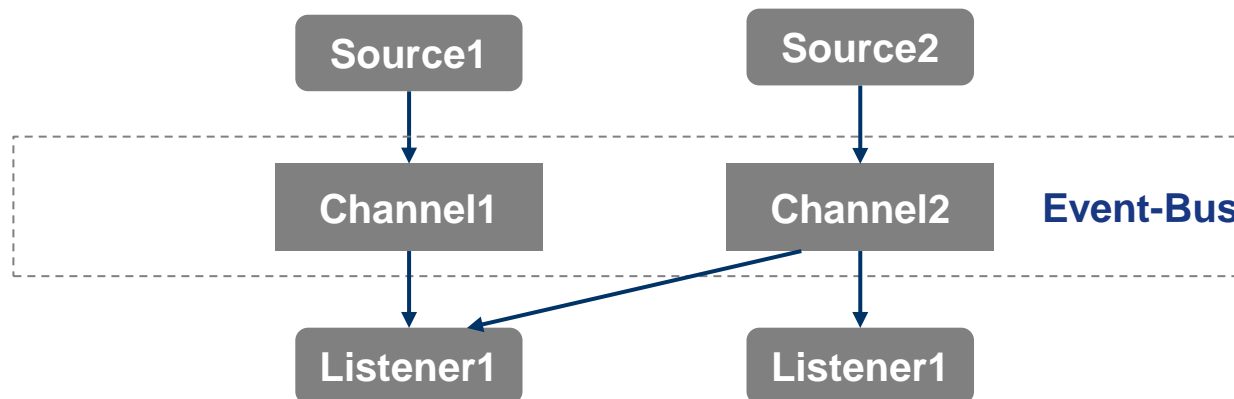 Source1
Source2
Channel1
Channel2
Event-Bus
Listener1
Listener1